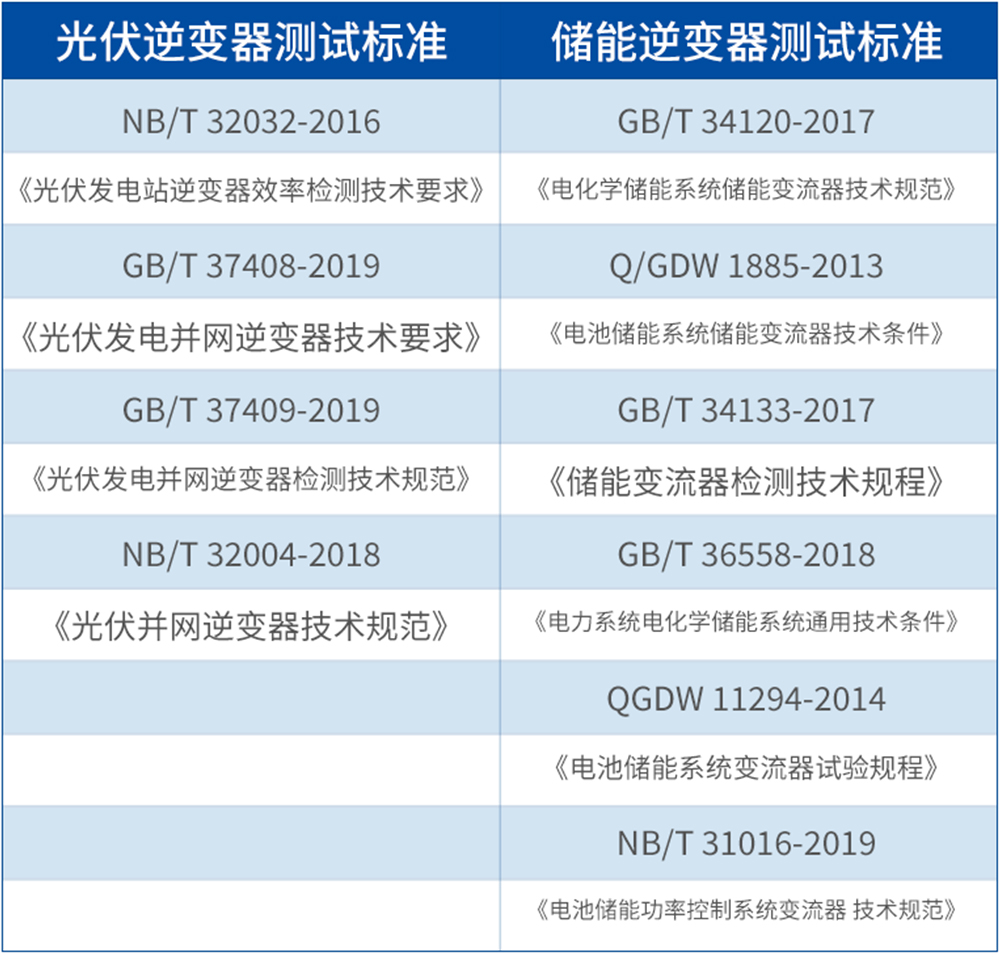 光伏逆变器测试标准 储能逆变器测试标准
NB/T 32032-2016 GB/T 34120-2017
《光伏发电站逆变器效率检测技术要求》 《电化学储能系统储能变流器技术规范》
GB/T 37408-2019 Q/GDW 1885-2013
《光伏发电并网逆变器技术要求》 《电池储能系统储能变流器技术条件》
GB/T 37409-2019 GB/T 34133-2017
《光伏发电并网逆变器检测技术规范》 《储能变流器检测技术规程》
NB/T 32004-2018 GB/T 36558-2018
《光伏并网逆变器技术规范》 《电力系统电化学储能系统通用技术条件》
QGDW 11294-2014
《电池储能系统变流器试验规程》
NB/T 31016-2019
《电池储能功率控制系统变流器 技术规范》